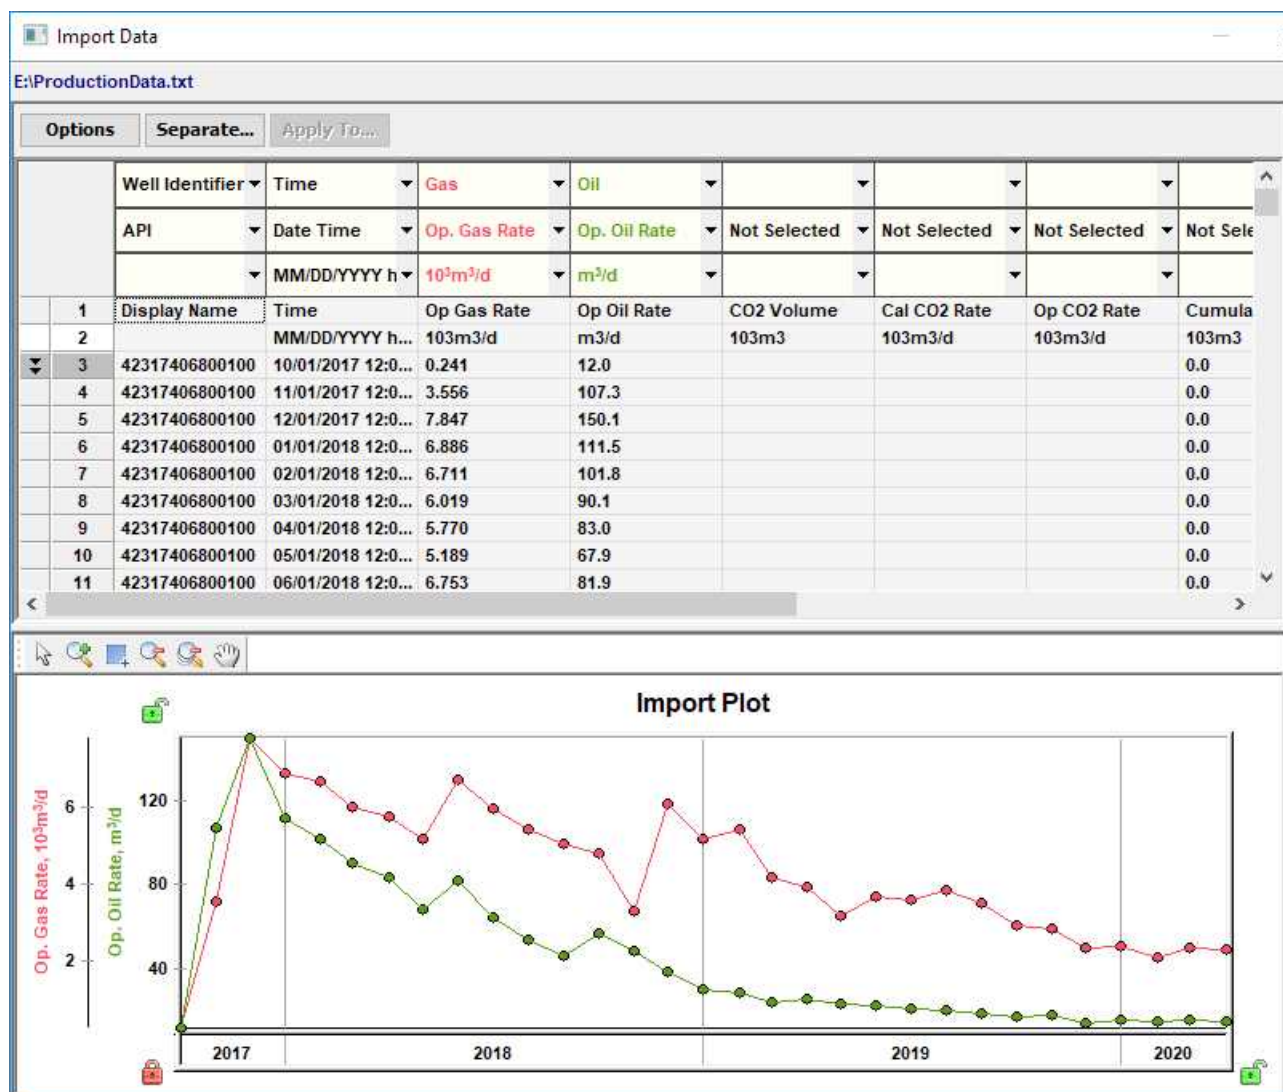 Import Data
E:\ProductionData.txt
Options Separate... Apply To...
Well Identifier Time Gas Oil
API Date Time Op. Gas Rate Op. Oil Rate Not Selected Not Selected Not Selected Not Sele
MM/DD/YYYY h 10³m³/d m³/d
1 Display Name Time Op Gas Rate Op Oil Rate CO2 Volume Cal CO2 Rate Op CO2 Rate Cumula
2 MM/DD/YYYY h... 103m3/d m3/d 103m3 103m3/d 103m3/d 103m3
3 42317406800100 10/01/2017 12:0... 0.241 12.0 0.0
4 42317406800100 11/01/2017 12:0... 3.556 107.3 0.0
5 42317406800100 12/01/2017 12:0... 7.847 150.1 0.0
6 42317406800100 01/01/2018 12:0... 6.886 111.5 0.0
7 42317406800100 02/01/2018 12:0... 6.711 101.8 0.0
8 42317406800100 03/01/2018 12:0... 6.019 90.1 0.0
9 42317406800100 04/01/2018 12:0... 5.770 83.0 0.0
10 42317406800100 05/01/2018 12:0... 5.189 67.9 0.0
11 42317406800100 06/01/2018 12:0... 6.753 81.9 0.0
Import Plot
Op. Gas Rate, 10³m³/d
6
4
2
Op. Oil Rate, m³/d
120
80
40
2017 2018 2019 2020